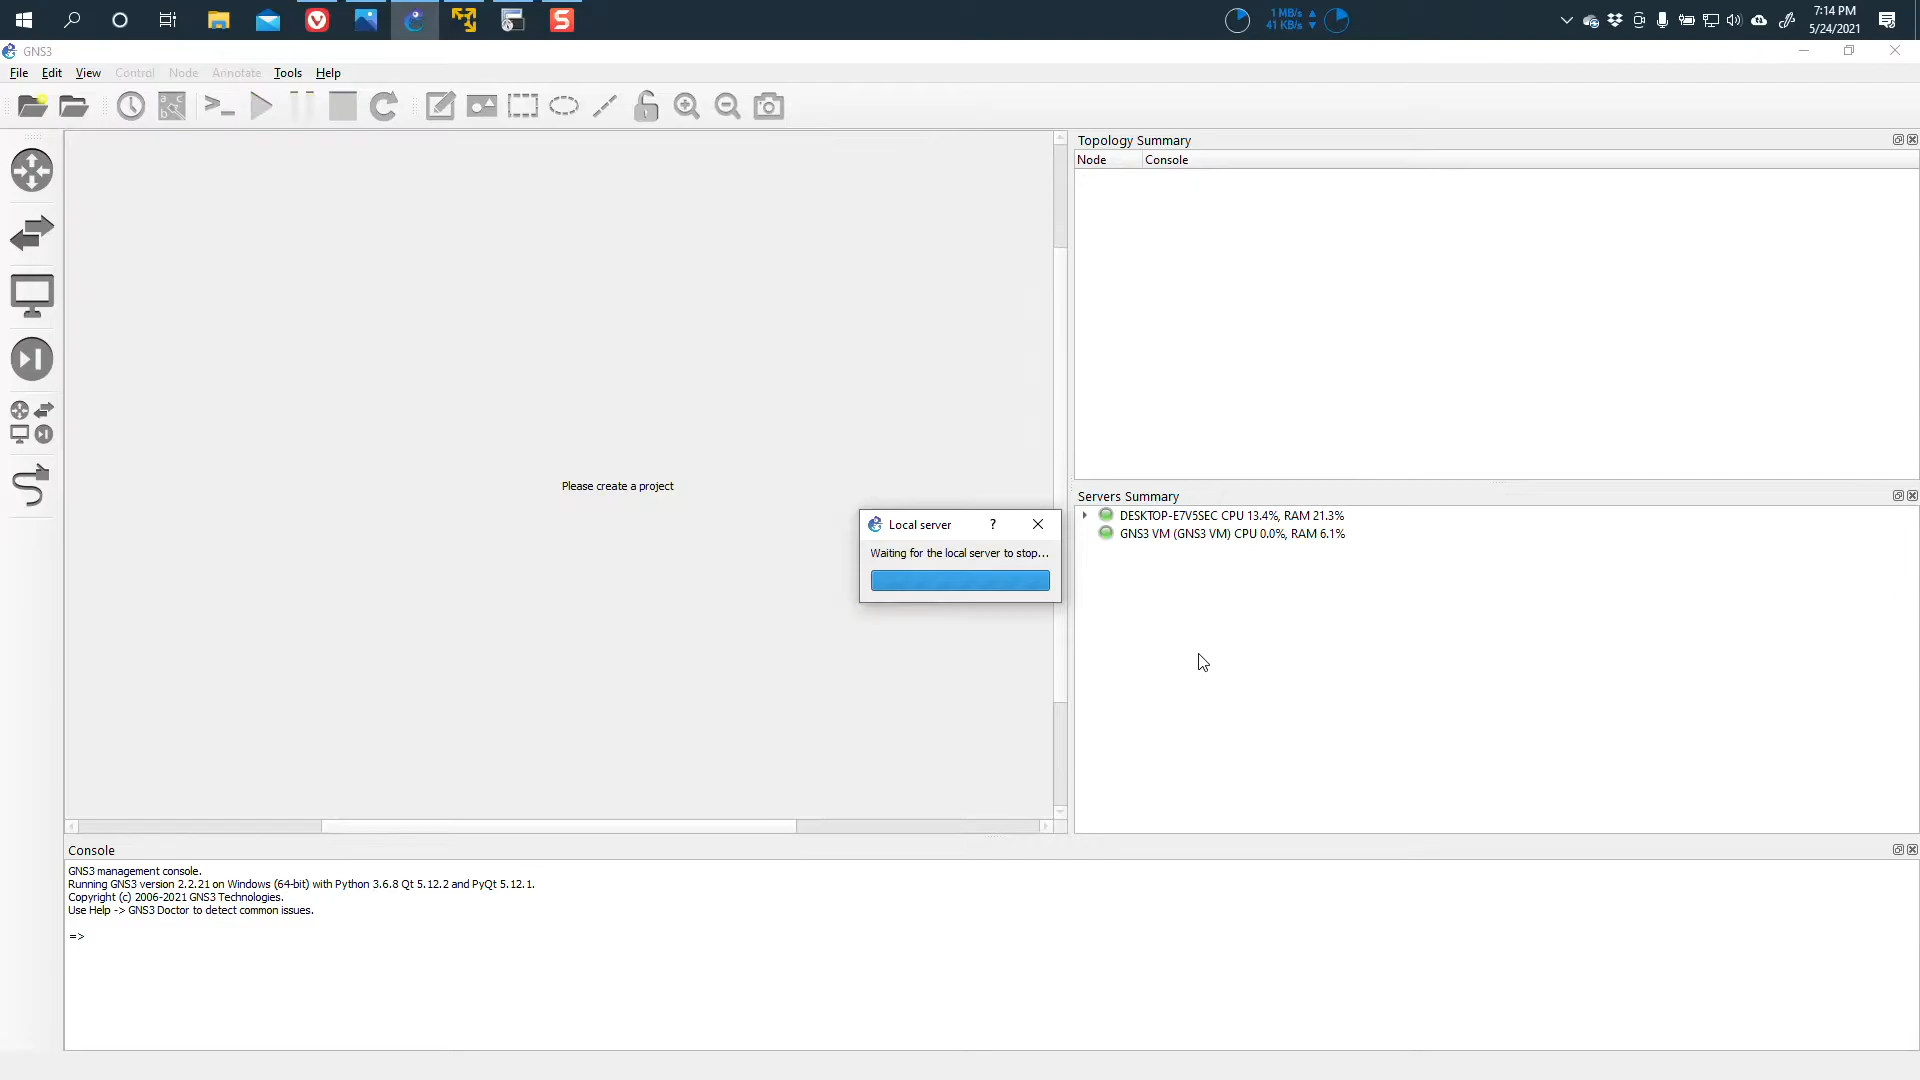 1 MB/s
41 KB/s
7:14 PM
5/24/2021
GNS3
File Edit View Control Node Annotate Tools Help
Topology Summary
Node Console
Please create a project
Servers Summary
DESKTOP-E7V5SEC CPU 13.4%, RAM 21.3%
GNS3 VM (GNS3 VM) CPU 0.0%, RAM 6.1%
Local server ?
Waiting for the local server to stop...
Console
GNS3 management console.
Running GNS3 version 2.2.21 on Windows (64-bit) with Python 3.6.8 Qt 5.12.2 and PyQt 5.12.1.
Copyright (c) 2006-2021 GNS3 Technologies.
Use Help -> GNS3 Doctor to detect common issues.
=>